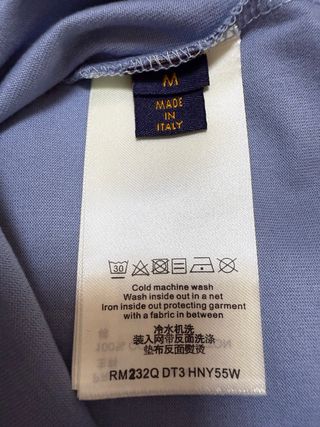 M
MADE
IN
ITALY
30
Cold machine wash
Wash inside out in a net
Iron inside out protecting garment
with a fabric in between
冷水机洗
装入网带反面洗涤
垫布反面熨烫
RM232Q DT3 HNY55W